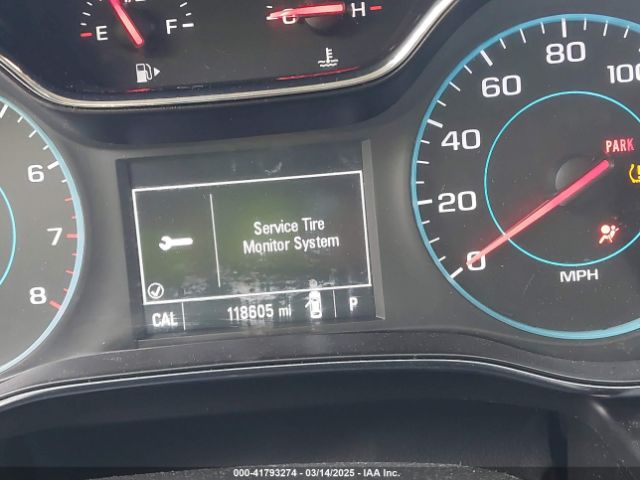 E F
C H
6
7
8
Service Tire
Monitor System
CAL 118605 mi P
0
20
40
60
80
100
PARK
MPH
00-41793274 - 03/14/2025 - IAA Inc.